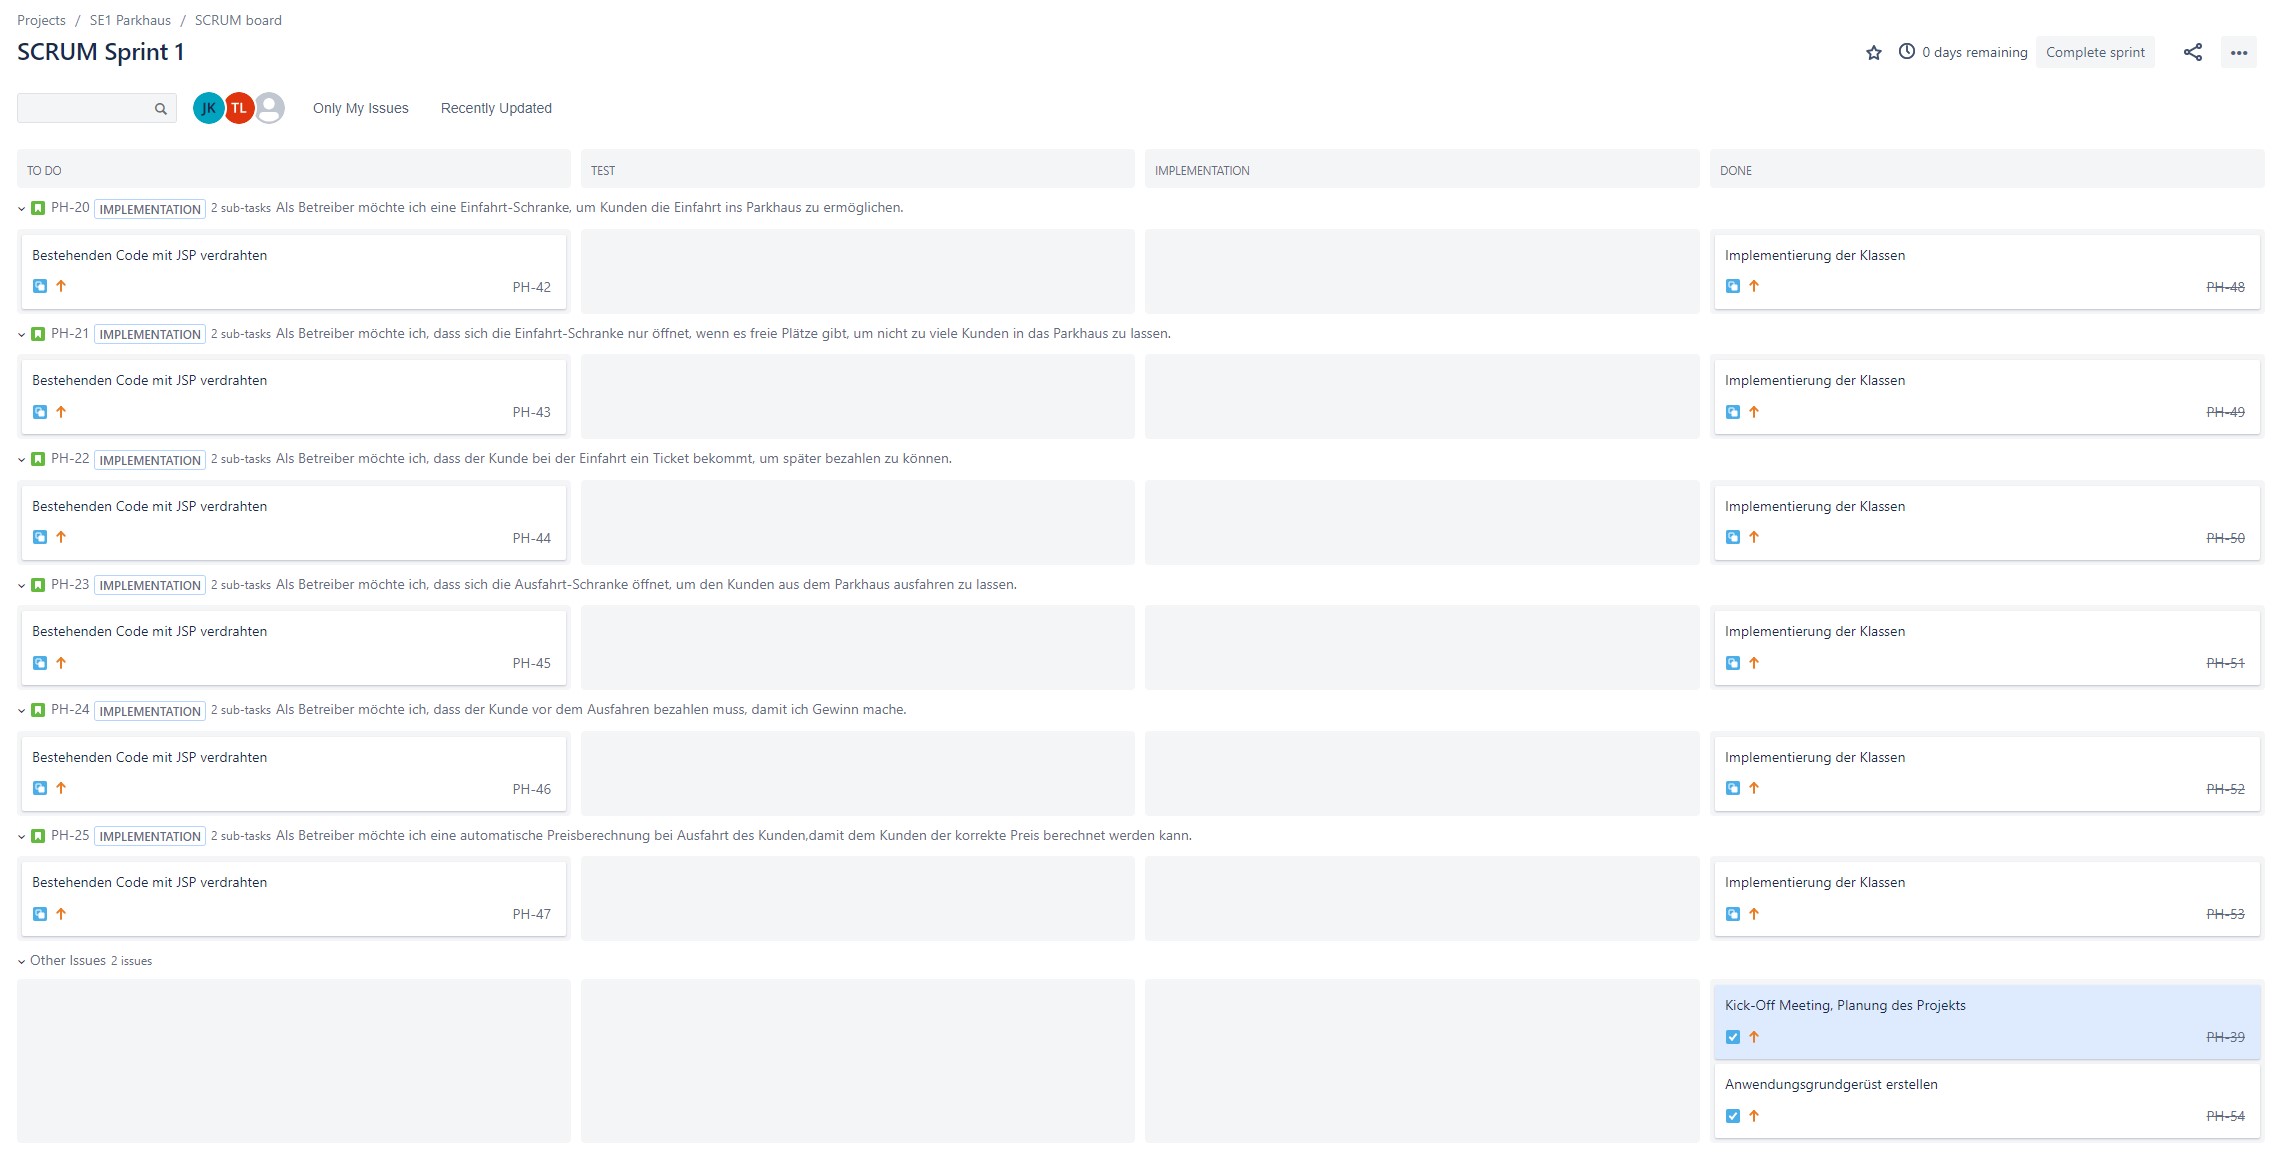 Projects / SE1 Parkhaus / SCRUM board
SCRUM Sprint 1
0 days remaining Complete sprint
JK TL Only My Issues Recently Updated
TO DO TEST IMPLEMENTATION DONE
PH-20 IMPLEMENTATION 2 sub-tasks Als Betreiber möchte ich eine Einfahrt-Schranke, um Kunden die Einfahrt ins Parkhaus zu ermöglichen.
Bestehenden Code mit JSP verdrahten Implementierung der Klassen
PH-42 PH-48
PH-21 IMPLEMENTATION 2 sub-tasks Als Betreiber möchte ich, dass sich die Einfahrt-Schranke nur öffnet, wenn es freie Plätze gibt, um nicht zu viele Kunden in das Parkhaus zu lassen.
Bestehenden Code mit JSP verdrahten Implementierung der Klassen
PH-43 PH-49
PH-22 IMPLEMENTATION 2 sub-tasks Als Betreiber möchte ich, dass der Kunde bei der Einfahrt ein Ticket bekommt, um später bezahlen zu können.
Bestehenden Code mit JSP verdrahten Implementierung der Klassen
PH-44 PH-50
PH-23 IMPLEMENTATION 2 sub-tasks Als Betreiber möchte ich, dass sich die Ausfahrt-Schranke öffnet, um den Kunden aus dem Parkhaus ausfahren zu lassen.
Bestehenden Code mit JSP verdrahten Implementierung der Klassen
PH-45 PH-51
PH-24 IMPLEMENTATION 2 sub-tasks Als Betreiber möchte ich, dass der Kunde vor dem Ausfahren bezahlen muss, damit ich Gewinn mache.
Bestehenden Code mit JSP verdrahten Implementierung der Klassen
PH-46 PH-52
PH-25 IMPLEMENTATION 2 sub-tasks Als Betreiber möchte ich eine automatische Preisberechnung bei Ausfahrt des Kunden,damit dem Kunden der korrekte Preis berechnet werden kann.
Bestehenden Code mit JSP verdrahten Implementierung der Klassen
PH-47 PH-53
Other Issues 2 issues
Kick-Off Meeting, Planung des Projekts
PH-39
Anwendungsgrundgerüst erstellen
PH-54